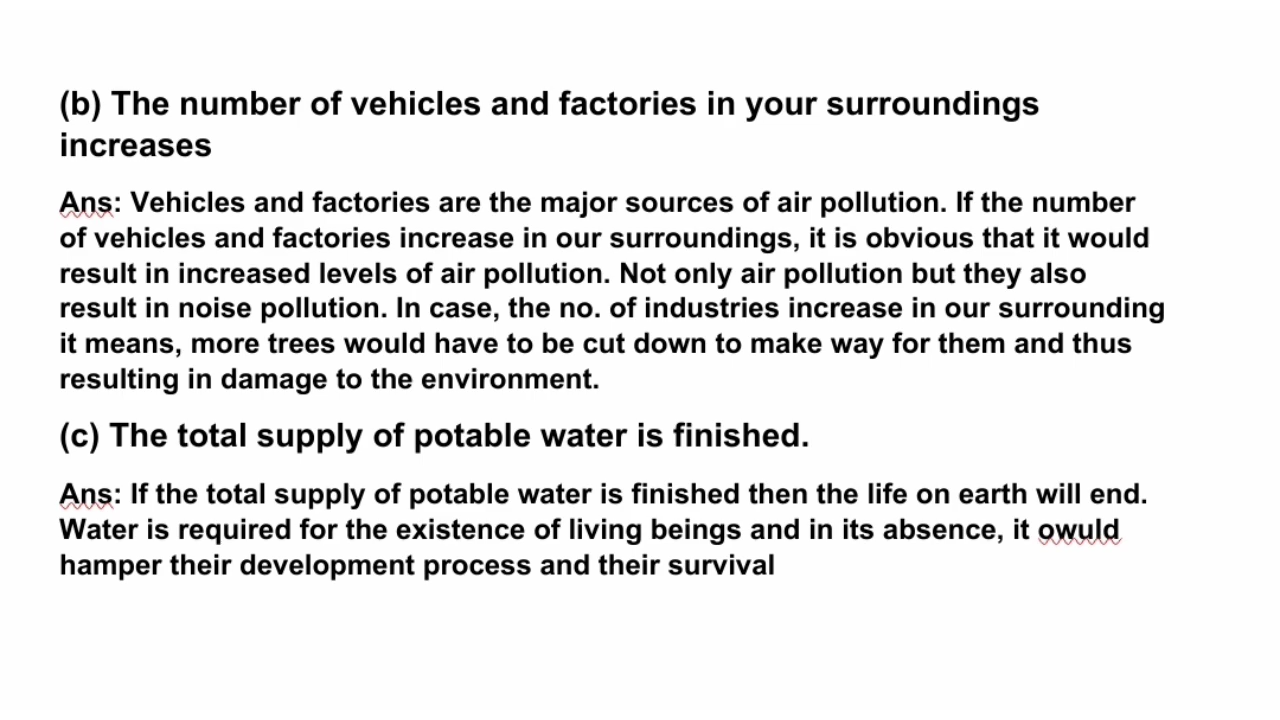 (b) The number of vehicles and factories in your surroundings
increases
Ans: Vehicles and factories are the major sources of air pollution. If the number
of vehicles and factories increase in our surroundings, it is obvious that it would
result in increased levels of air pollution. Not only air pollution but they also
result in noise pollution. In case, the no. of industries increase in our surrounding
it means, more trees would have to be cut down to make way for them and thus
resulting in damage to the environment.
(c) The total supply of potable water is finished.
Ans: If the total supply of potable water is finished then the life on earth will end.
Water is required for the existence of living beings and in its absence, it owuld
hamper their development process and their survival